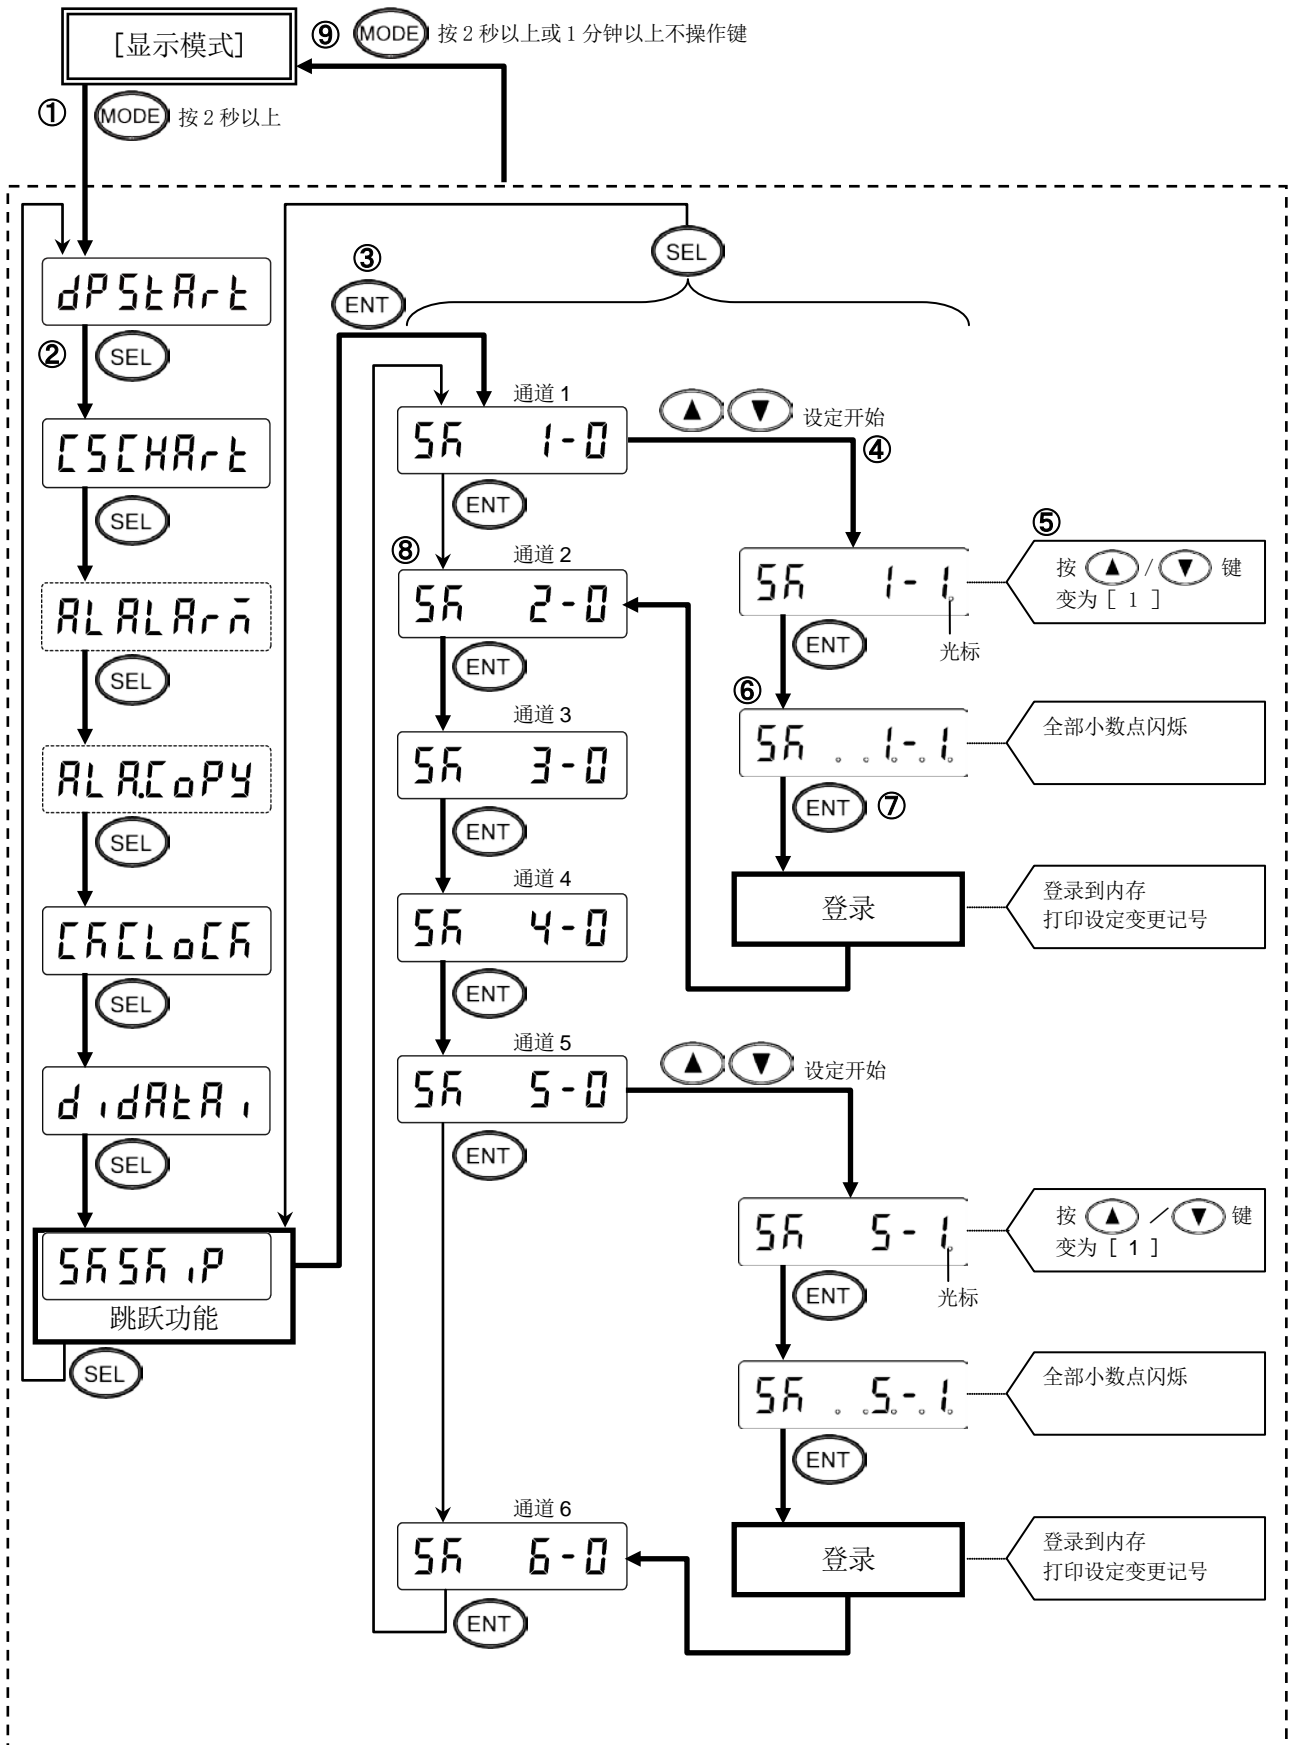 [显示模式]
⑨ MODE 按2秒以上或1分钟以上不操作键
① MODE 按2秒以上
dPStArt
② SEL
CSCHArt
SEL
ALALArm
SEL
ALA.CoPY
SEL
CKCLoCK
SEL
didAtAi
SEL
SKSKiP
跳跃功能
SEL
SEL
③
ENT
通道 1
SK 1-0
ENT
▲ ▼ 设定开始
④
⑧ 通道 2
SK 2-0
ENT
通道 3
SK 3-0
ENT
通道 4
SK 4-0
ENT
通道 5
SK 5-0
ENT
通道 6
SK 6-0
ENT
SK 1-1.
光标
ENT
⑤
按 ▲ / ▼ 键
变为 [ 1 ]
⑥
SK . . 1.-.1.
全部小数点闪烁
ENT ⑦
登录
登录到内存
打印设定变更记号
▲ ▼ 设定开始
SK 5-1.
光标
ENT
按 ▲ ／ ▼ 键
变为 [ 1 ]
SK . .5.-.1.
全部小数点闪烁
ENT
登录
登录到内存
打印设定变更记号